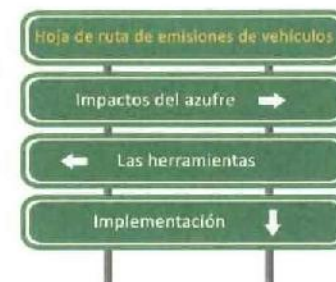 Hoja de ruta de emisiones de vehículos
Impactos del azufre
Las herramientas
Implementación